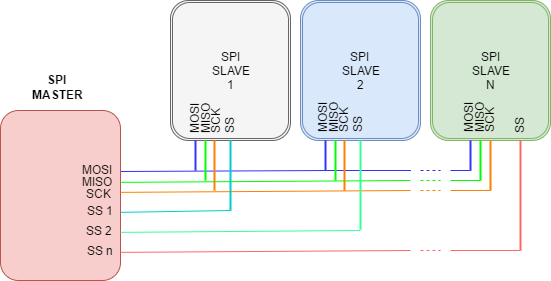 SPI
SLAVE
1
MOSI
MISO
SCK
SS
SPI
SLAVE
2
MOSI
MISO
SCK
SS
SPI
SLAVE
N
MOSI
MISO
SCK
SS
SPI
MASTER
MOSI
MISO
SCK
SS 1
SS 2
SS n